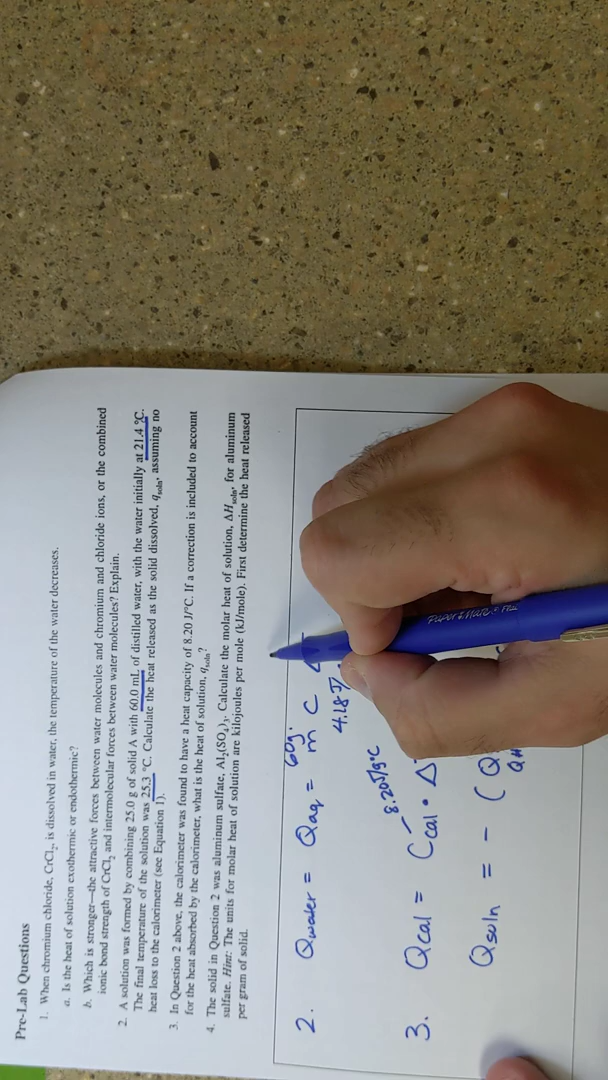 Pre-Lab Questions
1. When chromium chloride, CrCl₂, is dissolved in water, the temperature of the water decreases.
a. Is the heat of solution exothermic or endothermic?
b. Which is stronger—the attractive forces between water molecules and chromium and chloride ions, or the combined
ionic bond strength of CrCl₂ and intermolecular forces between water molecules? Explain.
2. A solution was formed by combining 25.0 g of solid A with 60.0 mL of distilled water, with the water initially at 21.4 °C.
The final temperature of the solution was 25.3 °C. Calculate the heat released as the solid dissolved, qsoln, assuming no
heat loss to the calorimeter (see Equation 1).
3. In Question 2 above, the calorimeter was found to have a heat capacity of 8.20 J/°C. If a correction is included to account
for the heat absorbed by the calorimeter, what is the heat of solution, qsoln?
4. The solid in Question 2 was aluminum sulfate, Al₂(SO₄)₃. Calculate the molar heat of solution, ΔHsoln, for aluminum
sulfate. Hint: The units for molar heat of solution are kilojoules per mole (kJ/mole). First determine the heat released
per gram of solid.
60g.
2. Qwater = Qaq = m C
4.18 J/
8.20 J/g°C
3. Qcal = Ccal • Δ
Qsoln = - ( Q
PAPER MATE